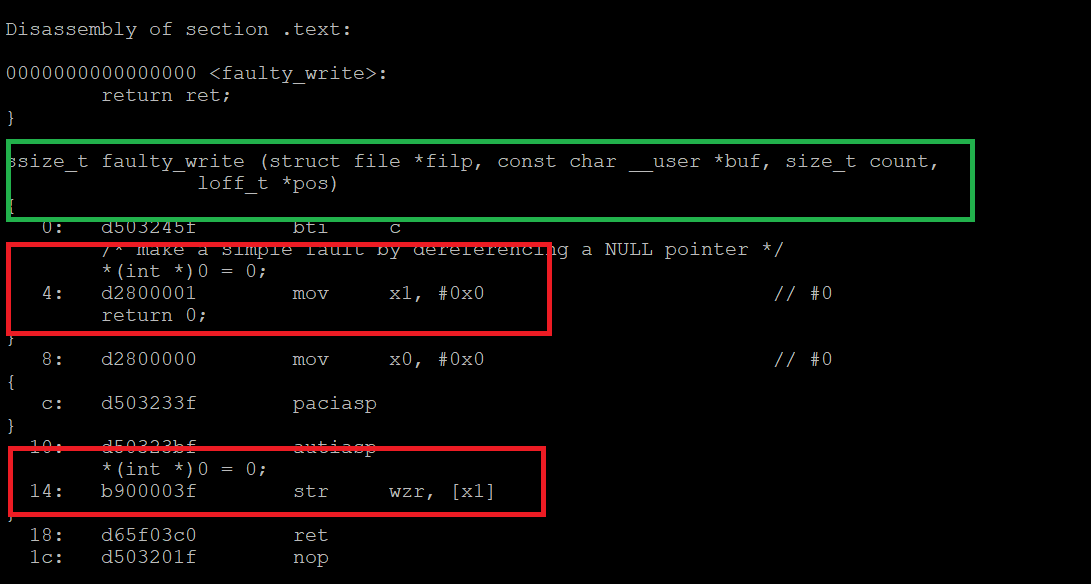 Disassembly of section .text:
0000000000000000 <faulty_write>:
        return ret;
}
ssize_t faulty_write (struct file *filp, const char __user *buf, size_t count,
                loff_t *pos)
{
   0:   d503245f        bti     c
        /* make a simple fault by dereferencing a NULL pointer */
        *(int *)0 = 0;
   4:   d2800001        mov     x1, #0x0                        // #0
        return 0;
}
   8:   d2800000        mov     x0, #0x0                        // #0
{
   c:   d503233f        paciasp
}
  10:   d50323bf        autiasp
        *(int *)0 = 0;
  14:   b900003f        str     wzr, [x1]
}
  18:   d65f03c0        ret
  1c:   d503201f        nop